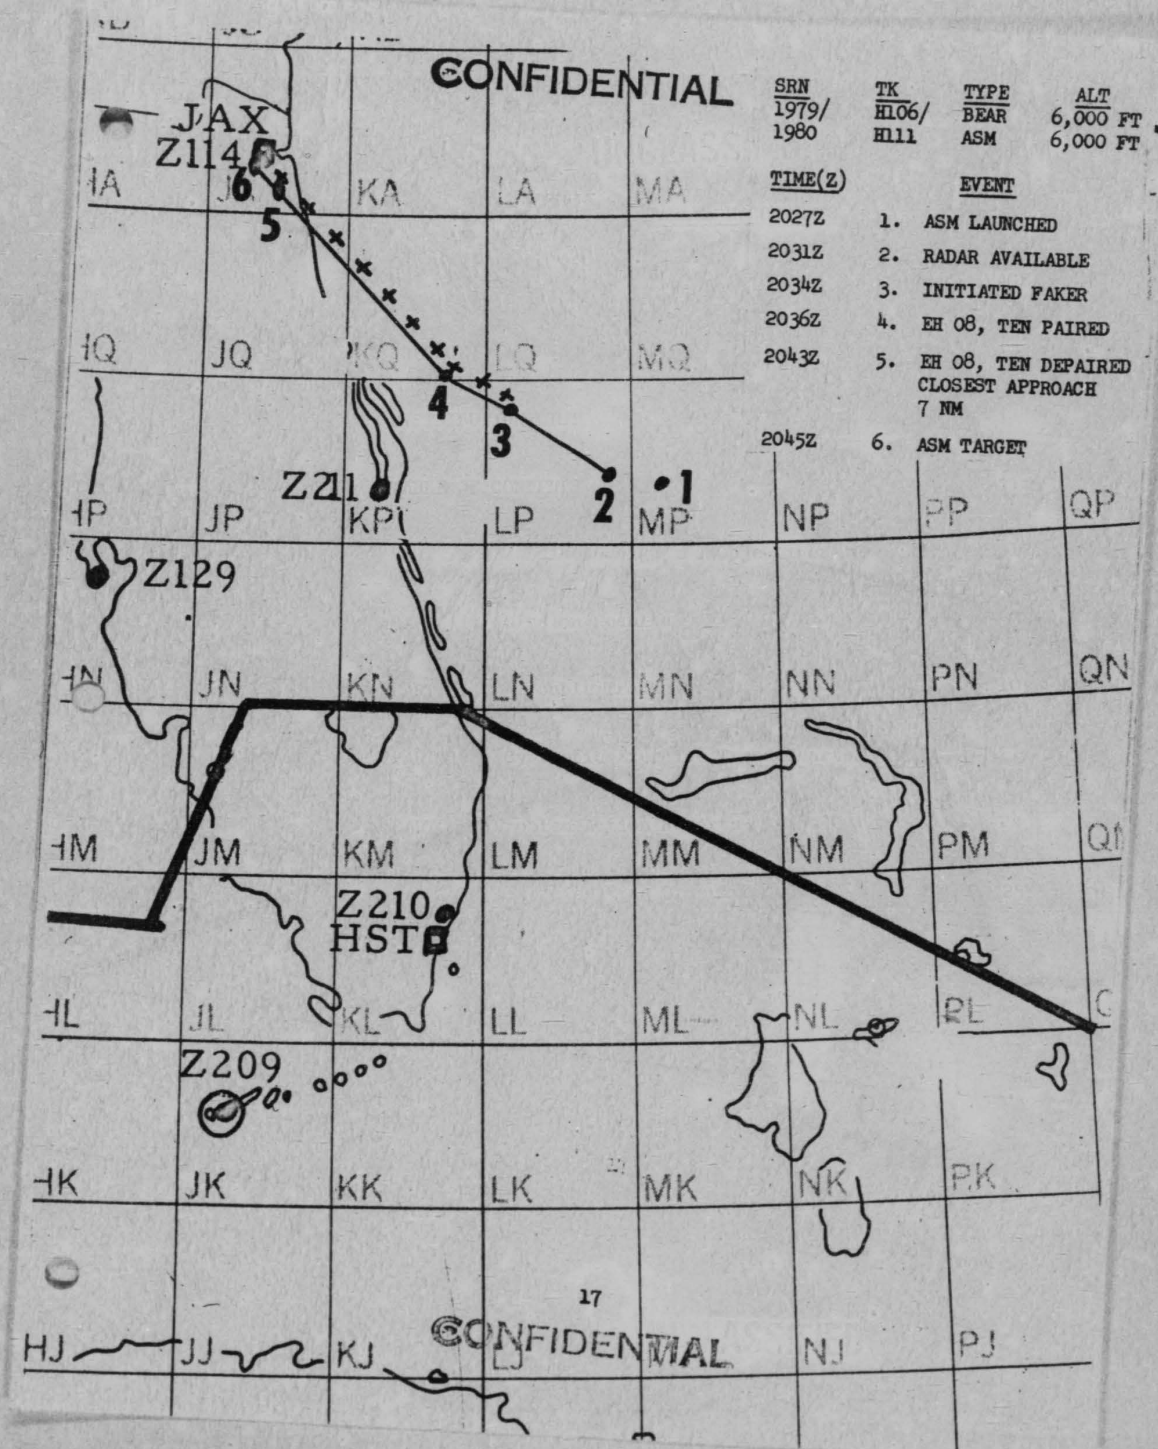 CONFIDENTIAL
SRN TK TYPE ALT
1979/ H106/ BEAR 6,000 FT
1980 H111 ASM 6,000 FT
TIME(Z) EVENT
2027Z 1. ASM LAUNCHED
2031Z 2. RADAR AVAILABLE
2034Z 3. INITIATED FAKER
2036Z 4. EH 08, TEN PAIRED
2043Z 5. EH 08, TEN DEPAIRED
CLOSEST APPROACH
7 NM
2045Z 6. ASM TARGET
JAX
Z114
6
HA KA LA MA
5
HQ JQ KQ LQ MQ
4
3
Z211 2 1
HP JP KP LP MP NP PP QP
Z129
HN JN KN LN MN NN PN QN
HM JM KM LM MM NM PM
Z210
HST
HL JL KL LL ML NL
Z209
HK JK KK LK MK NK PK
17
CONFIDENTIAL
HJ JJ KJ LJ NJ PJ